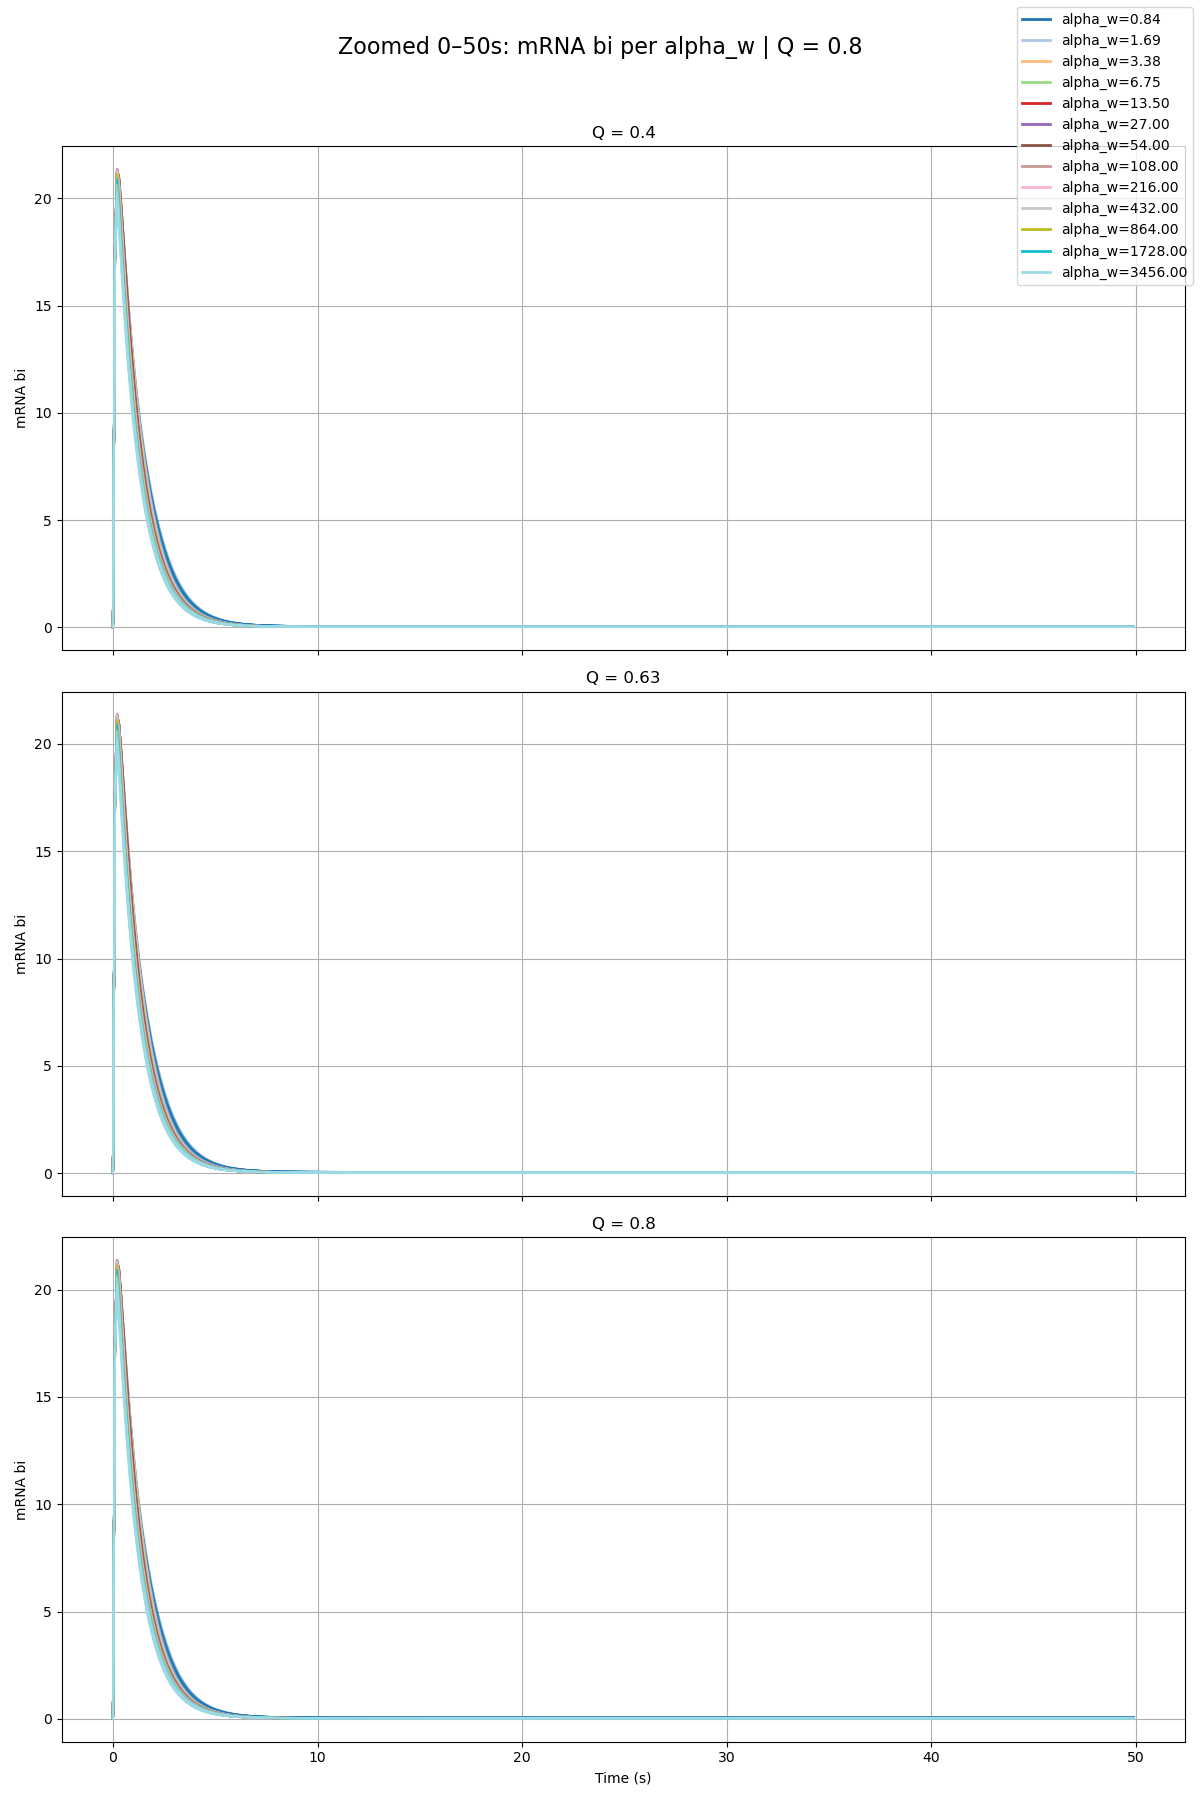 Zoomed 0–50s: mRNA bi per alpha_w | Q = 0.8
alpha_w=0.84
alpha_w=1.69
alpha_w=3.38
alpha_w=6.75
alpha_w=13.50
alpha_w=27.00
alpha_w=54.00
alpha_w=108.00
alpha_w=216.00
alpha_w=432.00
alpha_w=864.00
alpha_w=1728.00
alpha_w=3456.00
Q = 0.4
20
15
10
5
0
mRNA bi
Q = 0.63
20
15
10
5
0
mRNA bi
Q = 0.8
20
15
10
5
0
mRNA bi
0 10 20 30 40 50
Time (s)